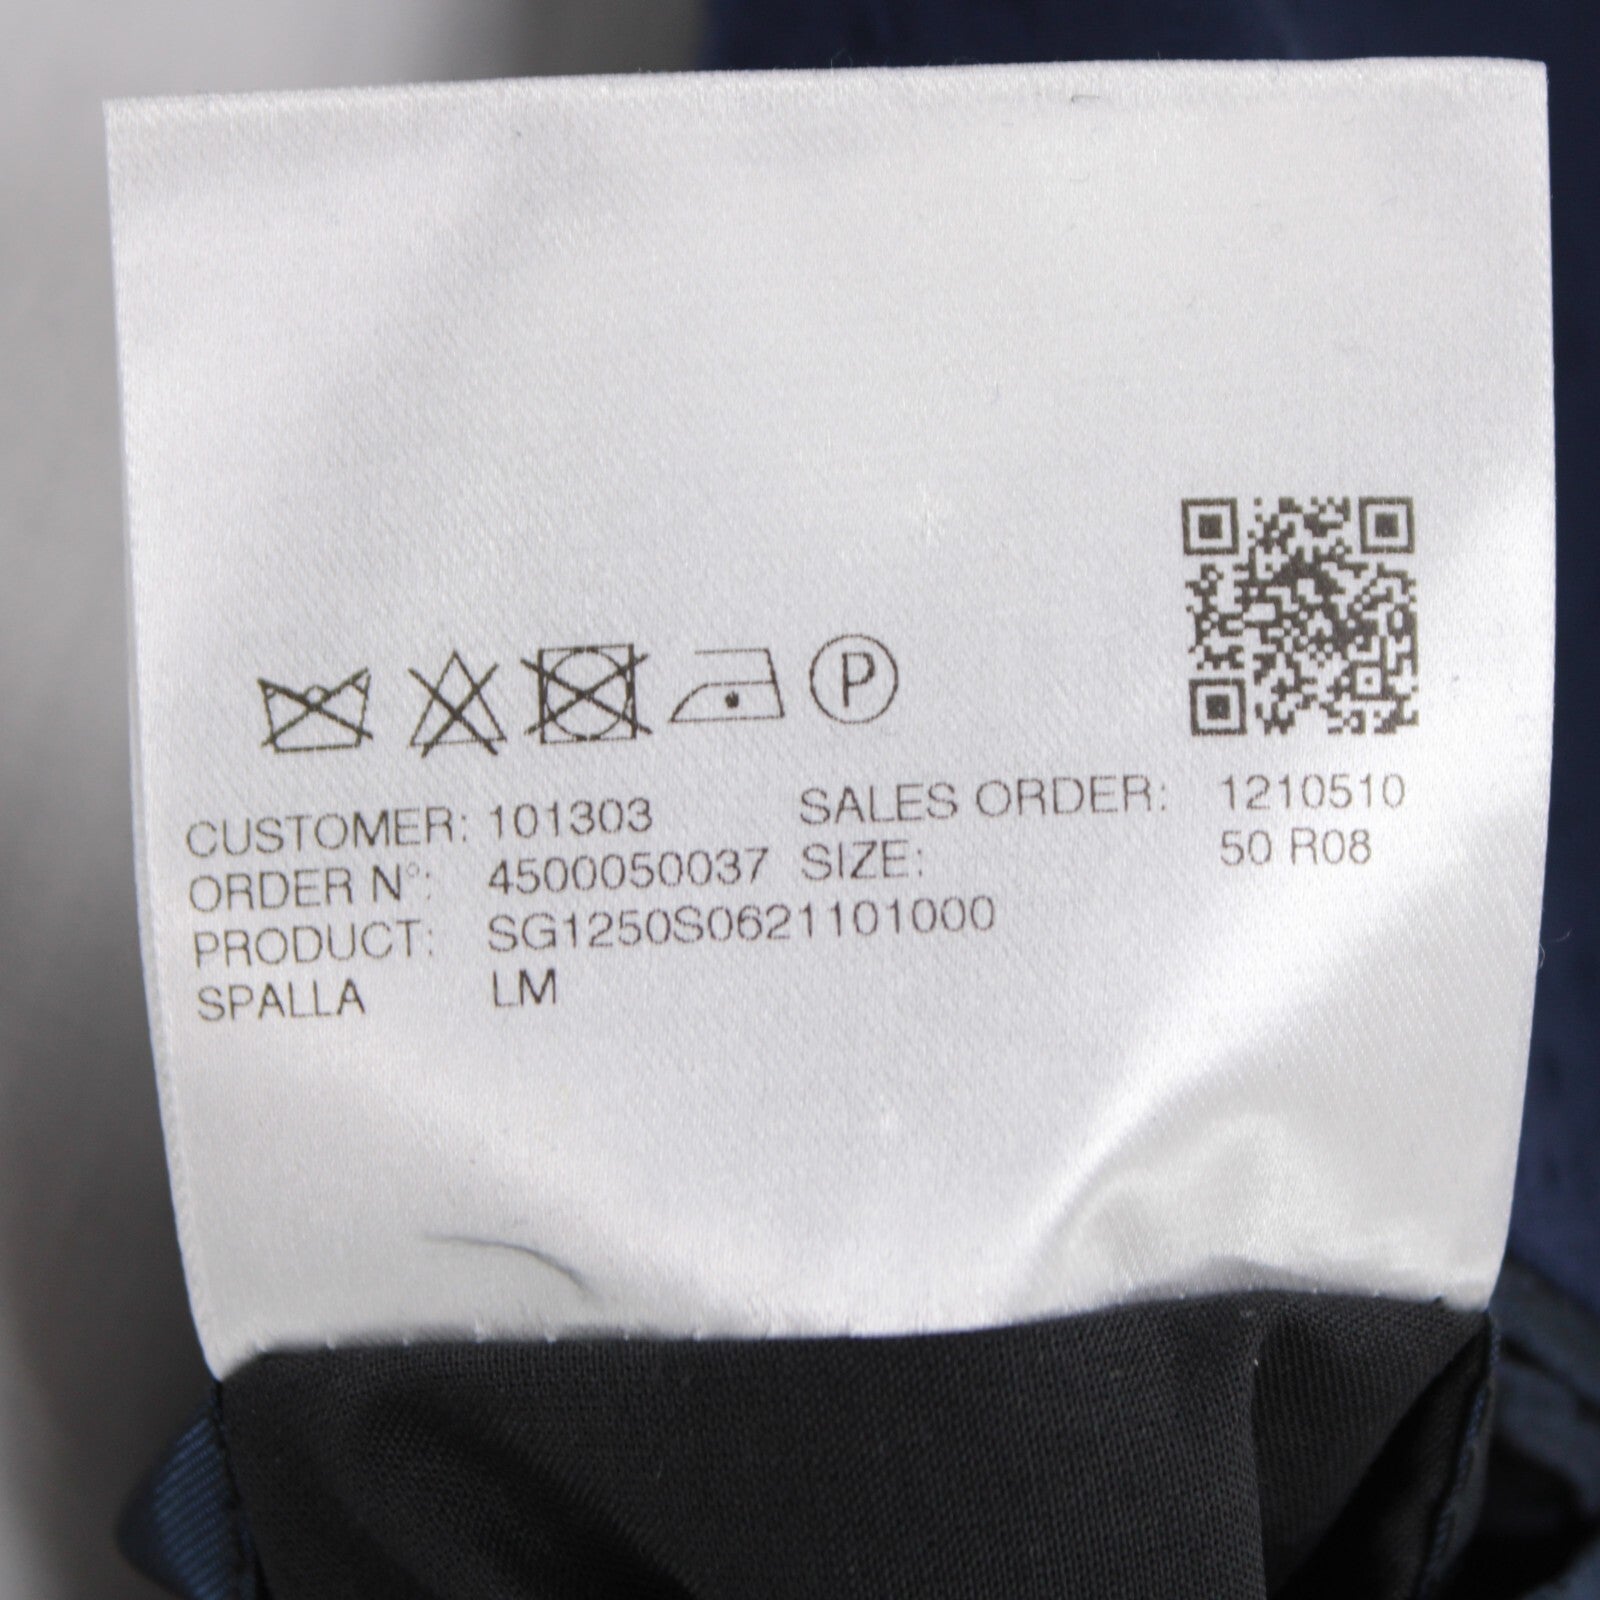 P
CUSTOMER: 101303 SALES ORDER: 1210510
ORDER N°: 4500050037 SIZE: 50 R08
PRODUCT: SG1250S0621101000
SPALLA LM